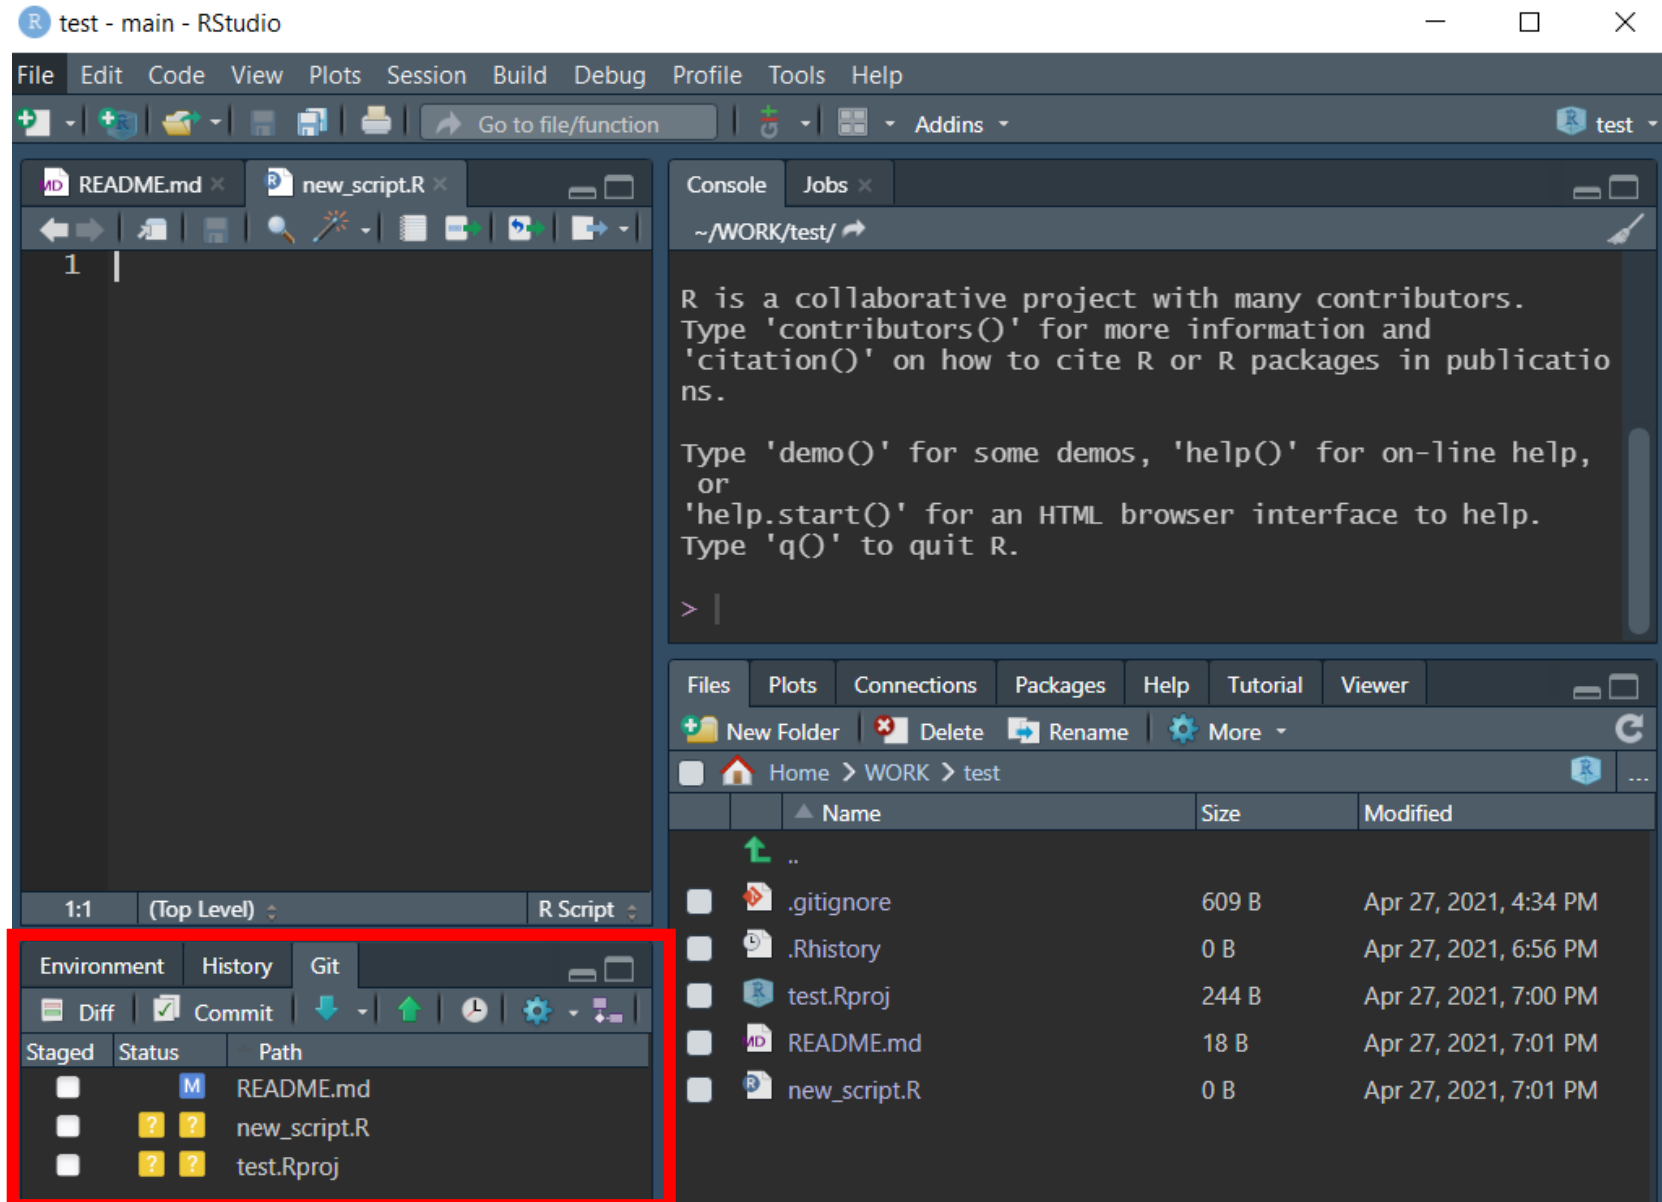 test - main - RStudio
File Edit Code View Plots Session Build Debug Profile Tools Help
Go to file/function Addins test
README.md new_script.R
1
1:1 (Top Level) R Script
Console Jobs
~/WORK/test/
R is a collaborative project with many contributors.
Type 'contributors()' for more information and
'citation()' on how to cite R or R packages in publicatio
ns.
Type 'demo()' for some demos, 'help()' for on-line help,
or
'help.start()' for an HTML browser interface to help.
Type 'q()' to quit R.
>
Environment History Git
Diff Commit
Staged Status Path
M README.md
? ? new_script.R
? ? test.Rproj
Files Plots Connections Packages Help Tutorial Viewer
New Folder Delete Rename More
Home > WORK > test ...
Name Size Modified
..
.gitignore 609 B Apr 27, 2021, 4:34 PM
.Rhistory 0 B Apr 27, 2021, 6:56 PM
test.Rproj 244 B Apr 27, 2021, 7:00 PM
README.md 18 B Apr 27, 2021, 7:01 PM
new_script.R 0 B Apr 27, 2021, 7:01 PM